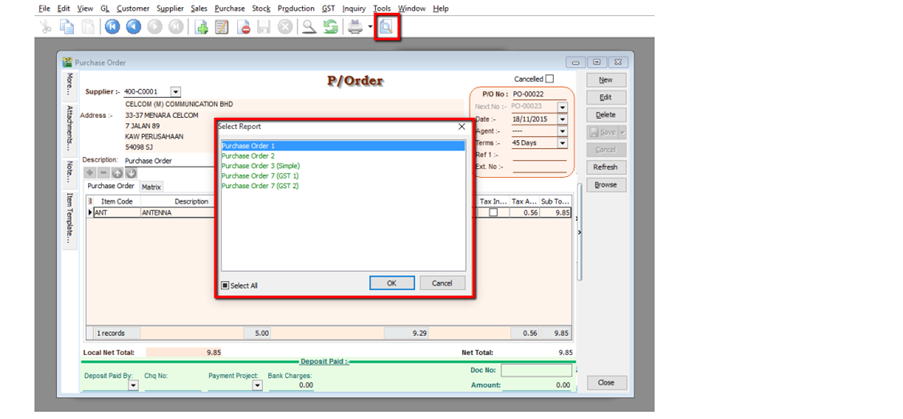 File Edit View GL Customer Supplier Sales Purchase Stock Production GST Inquiry Tools Window Help
Purchase Order
P/Order
Cancelled
New
Edit
Delete
Save
Cancel
Refresh
Browse
Close
More...
Attachments...
Note...
Item Template...
Supplier :- 400-C0001
CELCOM (M) COMMUNICATION BHD
Address :- 33-37 MENARA CELCOM
7 JALAN 89
KAW PERUSAHAAN
54098 SJ
Description: Purchase Order
P/O No : PO-00022
Next No :- PO-00023
Date :- 18/11/2015
Agent :- ----
Terms :- 45 Days
Ref 1 :-
Ext. No :-
Purchase Order Matrix
Item Code Description Tax In... Tax A... Sub To...
ANT ANTENNA 0.56 9.85
Select Report
Purchase Order 1
Purchase Order 2
Purchase Order 3 (Simple)
Purchase Order 7 (GST 1)
Purchase Order 7 (GST 2)
Select All
OK
Cancel
1 records 5.00 9.29 0.56 9.85
Local Net Total: 9.85 Net Total: 9.85
Deposit Paid :-
Deposit Paid By: Chq No: Payment Project: Bank Charges: 0.00
Doc No:
Amount: 0.00